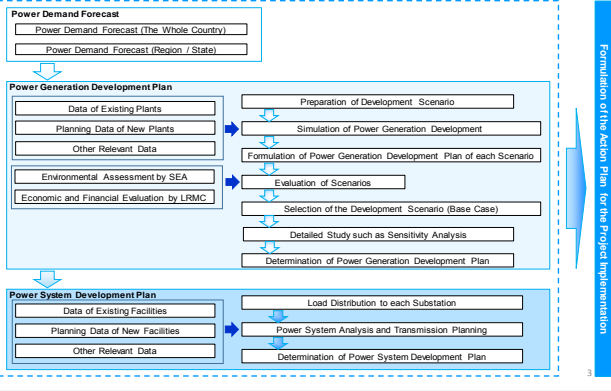 Power Demand Forecast
Power Demand Forecast (The Whole Country)
Power Demand Forecast (Region / State)
Power Generation Development Plan
Data of Existing Plants
Planning Data of New Plants
Other Relevant Data
Environmental Assessment by SEA
Economic and Financial Evaluation by LRMC
Preparation of Development Scenario
Simulation of Power Generation Development
Formulation of Power Generation Development Plan of each Scenario
Evaluation of Scenarios
Selection of the Development Scenario (Base Case)
Detailed Study such as Sensitivity Analysis
Determination of Power Generation Development Plan
Power System Development Plan
Data of Existing Facilities
Planning Data of New Facilities
Other Relevant Data
Load Distribution to each Substation
Power System Analysis and Transmission Planning
Determination of Power System Development Plan
Formulation of the Action Plan for the Project Implementation
3